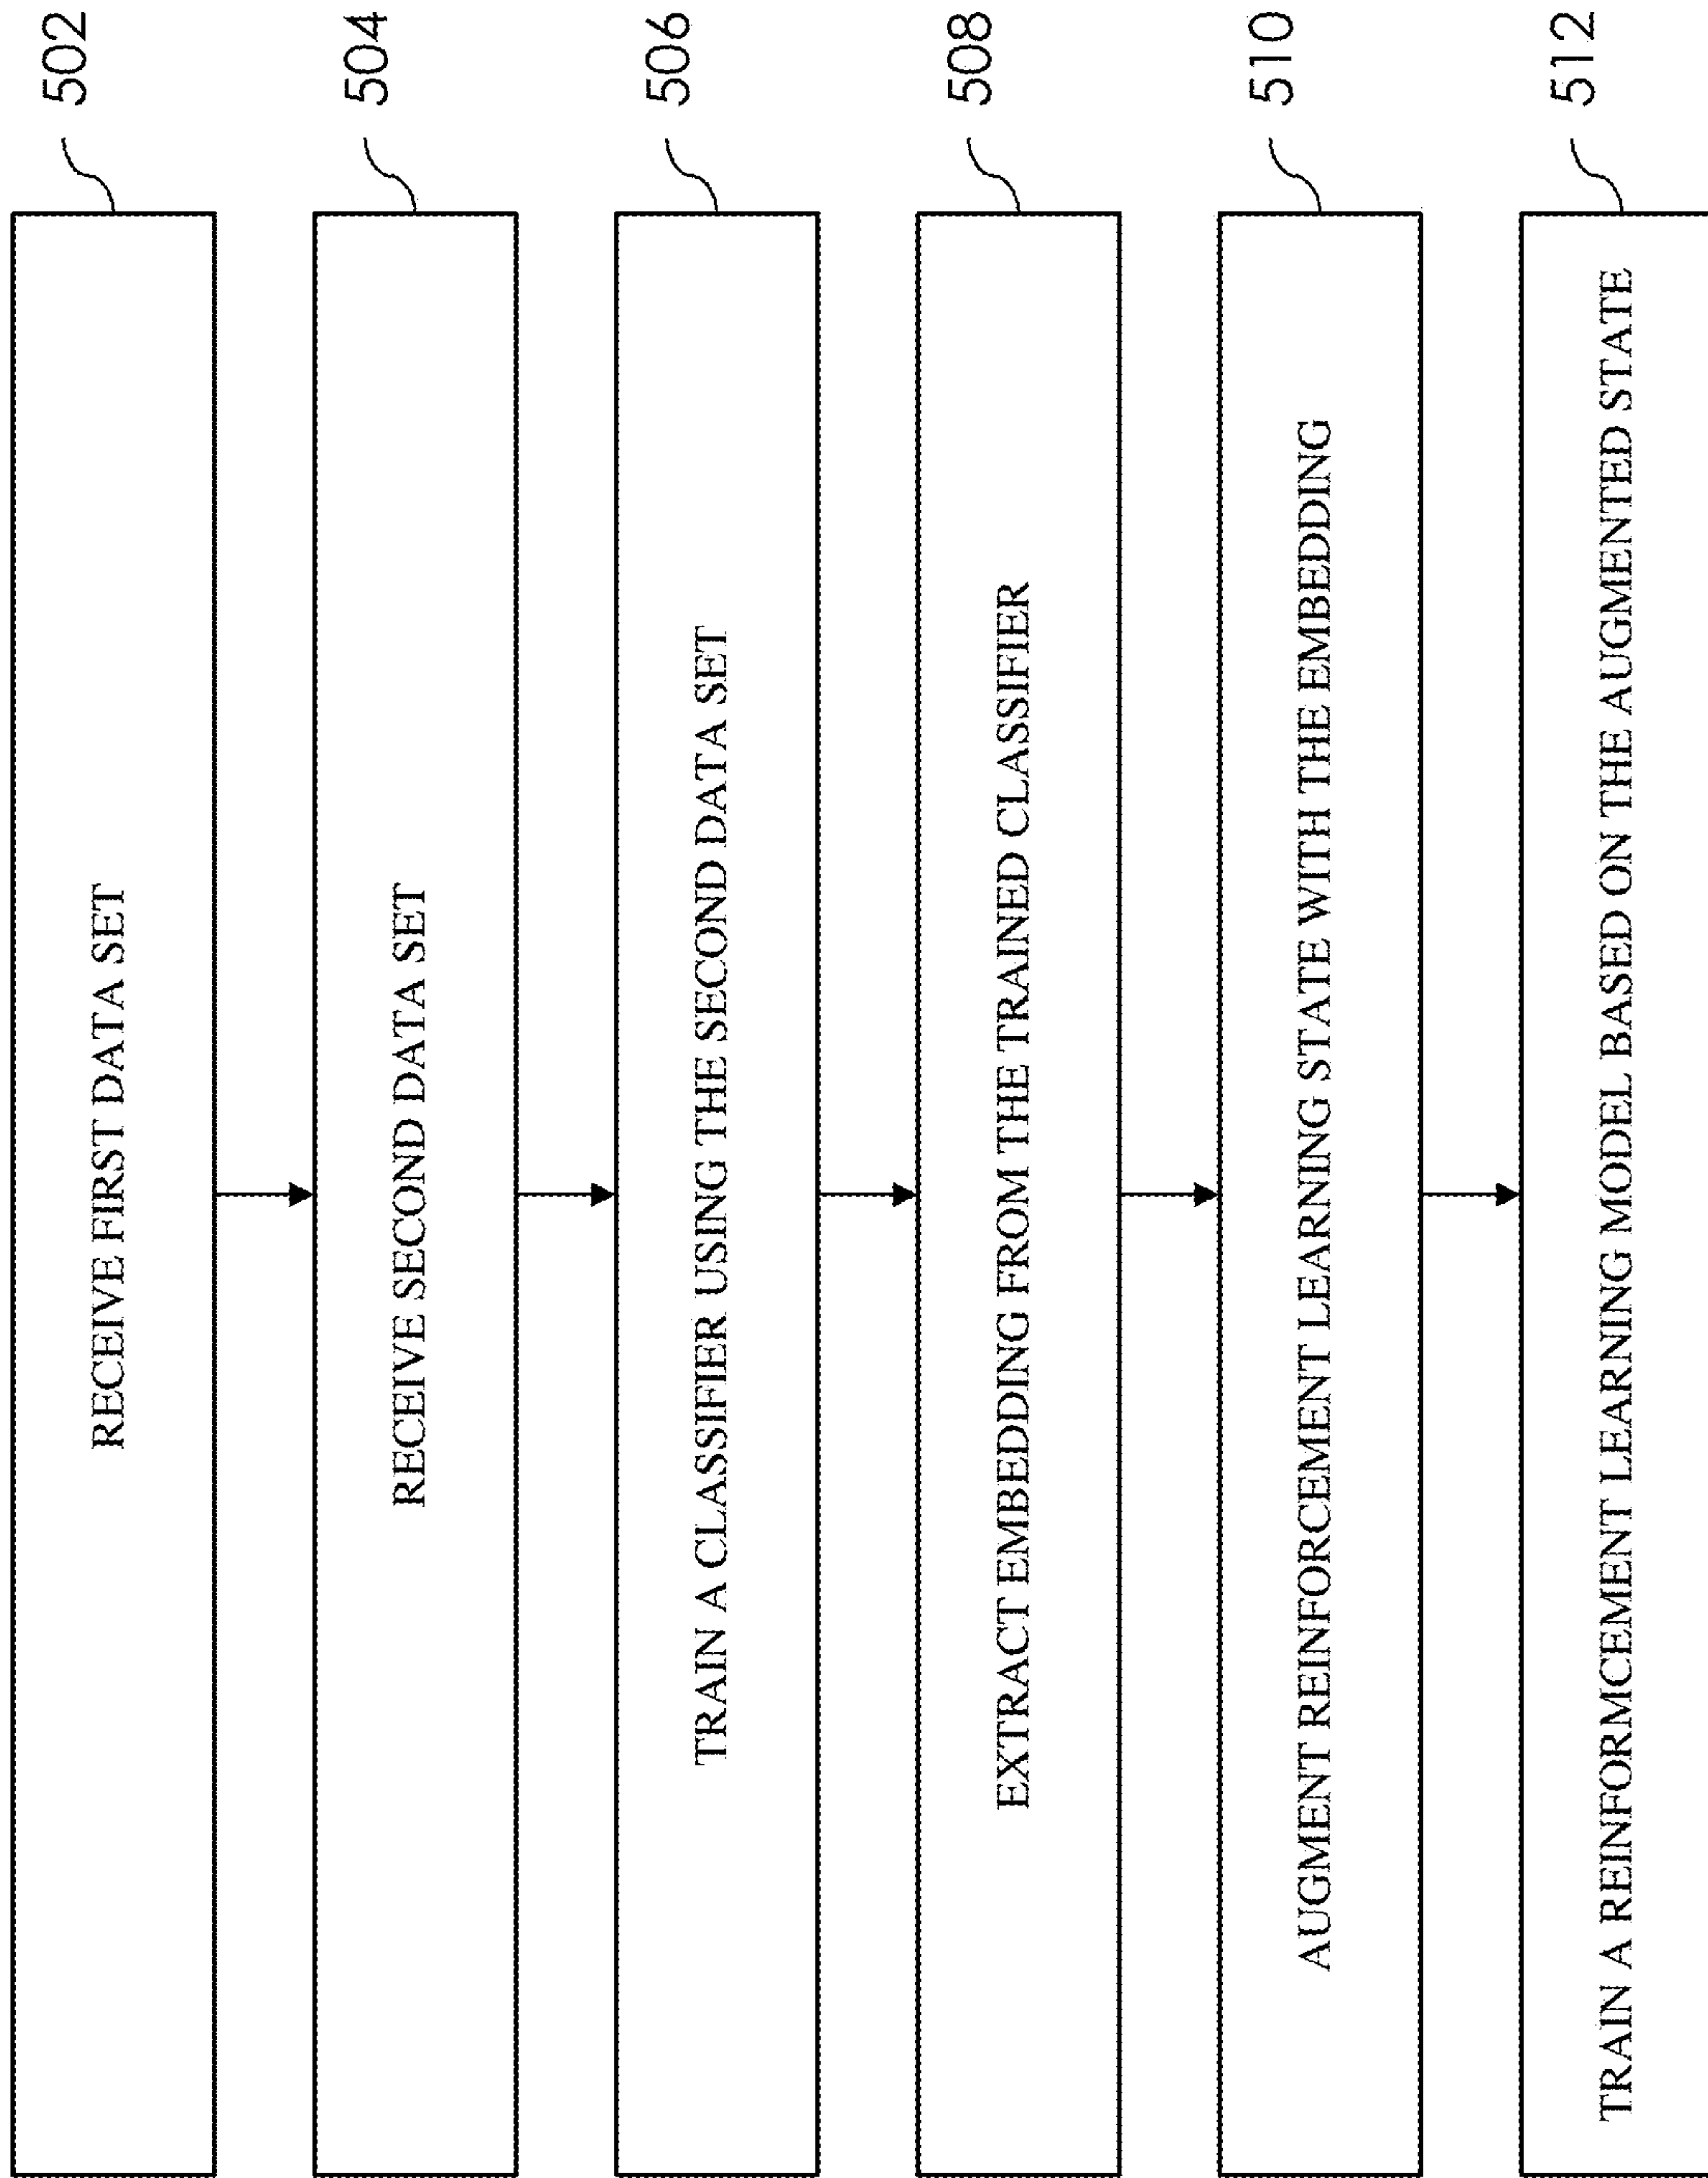 502
RECEIVE FIRST DATA SET
504
RECEIVE SECOND DATA SET
506
TRAIN A CLASSIFIER USING THE SECOND DATA SET
508
EXTRACT EMBEDDING FROM THE TRAINED CLASSIFIER
510
AUGMENT REINFORCEMENT LEARNING STATE WITH THE EMBEDDING
512
TRAIN A REINFORMCEMENT LEARNING MODEL BASED ON THE AUGMENTED STATE